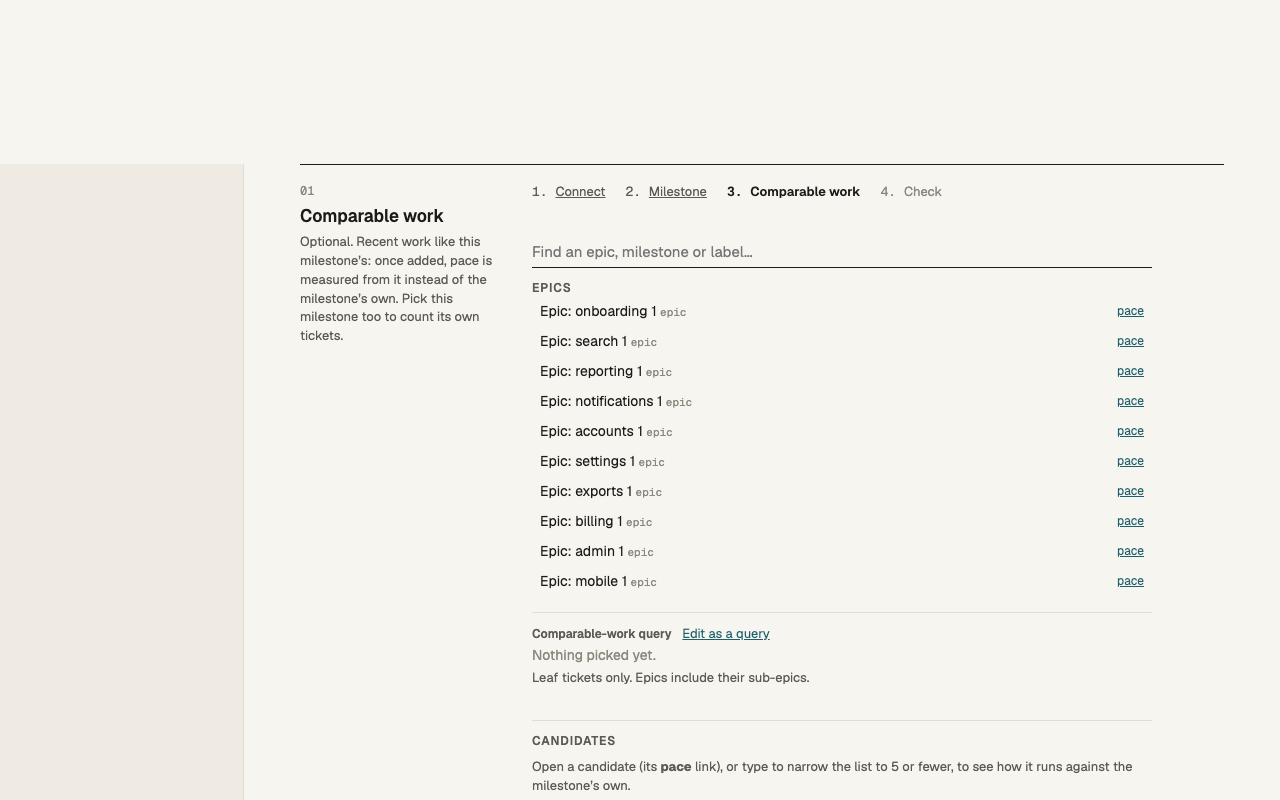 01
Comparable work
Optional. Recent work like this
milestone's: once added, pace is
measured from it instead of the
milestone's own. Pick this
milestone too to count its own
tickets.
1. Connect 2. Milestone 3. Comparable work 4. Check
Find an epic, milestone or label…
EPICS
Epic: onboarding 1 epic pace
Epic: search 1 epic pace
Epic: reporting 1 epic pace
Epic: notifications 1 epic pace
Epic: accounts 1 epic pace
Epic: settings 1 epic pace
Epic: exports 1 epic pace
Epic: billing 1 epic pace
Epic: admin 1 epic pace
Epic: mobile 1 epic pace
Comparable-work query Edit as a query
Nothing picked yet.
Leaf tickets only. Epics include their sub-epics.
CANDIDATES
Open a candidate (its pace link), or type to narrow the list to 5 or fewer, to see how it runs against the
milestone's own.